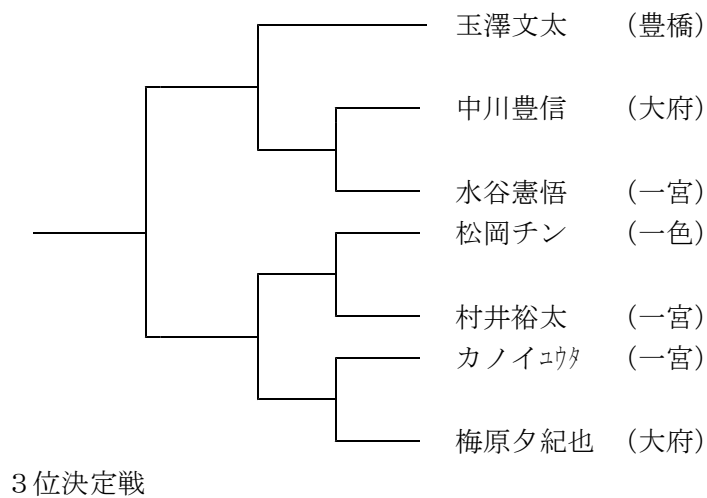 玉澤文太 （豊橋）
中川豊信 （大府）
水谷憲悟 （一宮）
松岡チン （一色）
村井裕太 （一宮）
カノイﾕｳﾀ （一宮）
梅原夕紀也 （大府）
３位決定戦